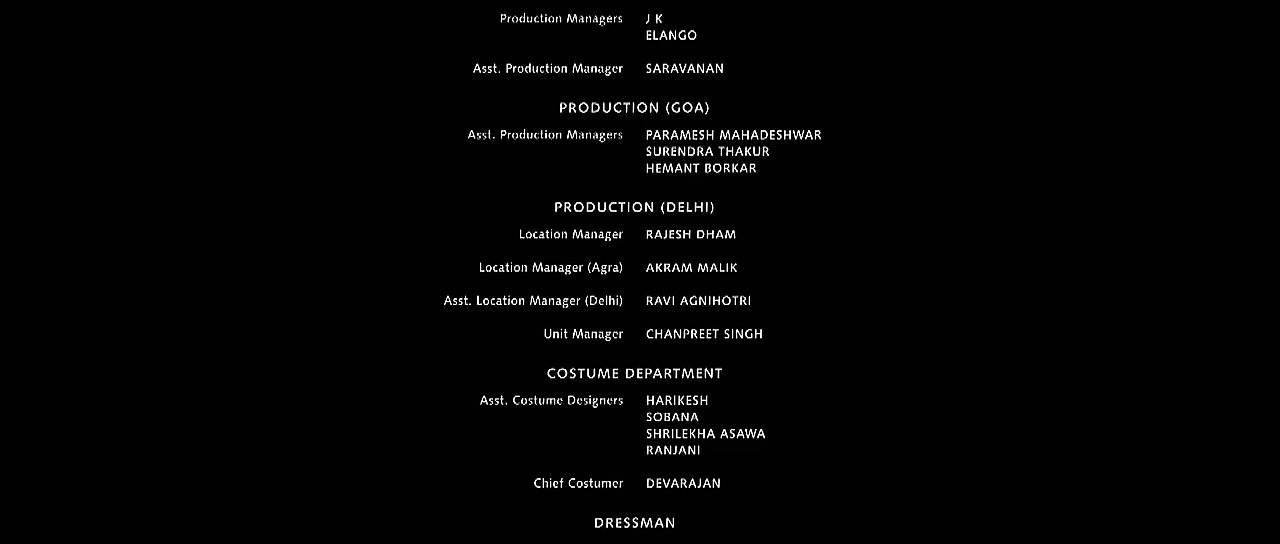 Production Managers J K
ELANGO
Asst. Production Manager SARAVANAN
PRODUCTION (GOA)
Asst. Production Managers PARAMESH MAHADESHWAR
SURENDRA THAKUR
HEMANT BORKAR
PRODUCTION (DELHI)
Location Manager RAJESH DHAM
Location Manager (Agra) AKRAM MALIK
Asst. Location Manager (Delhi) RAVI AGNIHOTRI
Unit Manager CHANPREET SINGH
COSTUME DEPARTMENT
Asst. Costume Designers HARIKESH
SOBANA
SHRILEKHA ASAWA
RANJANI
Chief Costumer DEVARAJAN
DRESSMAN